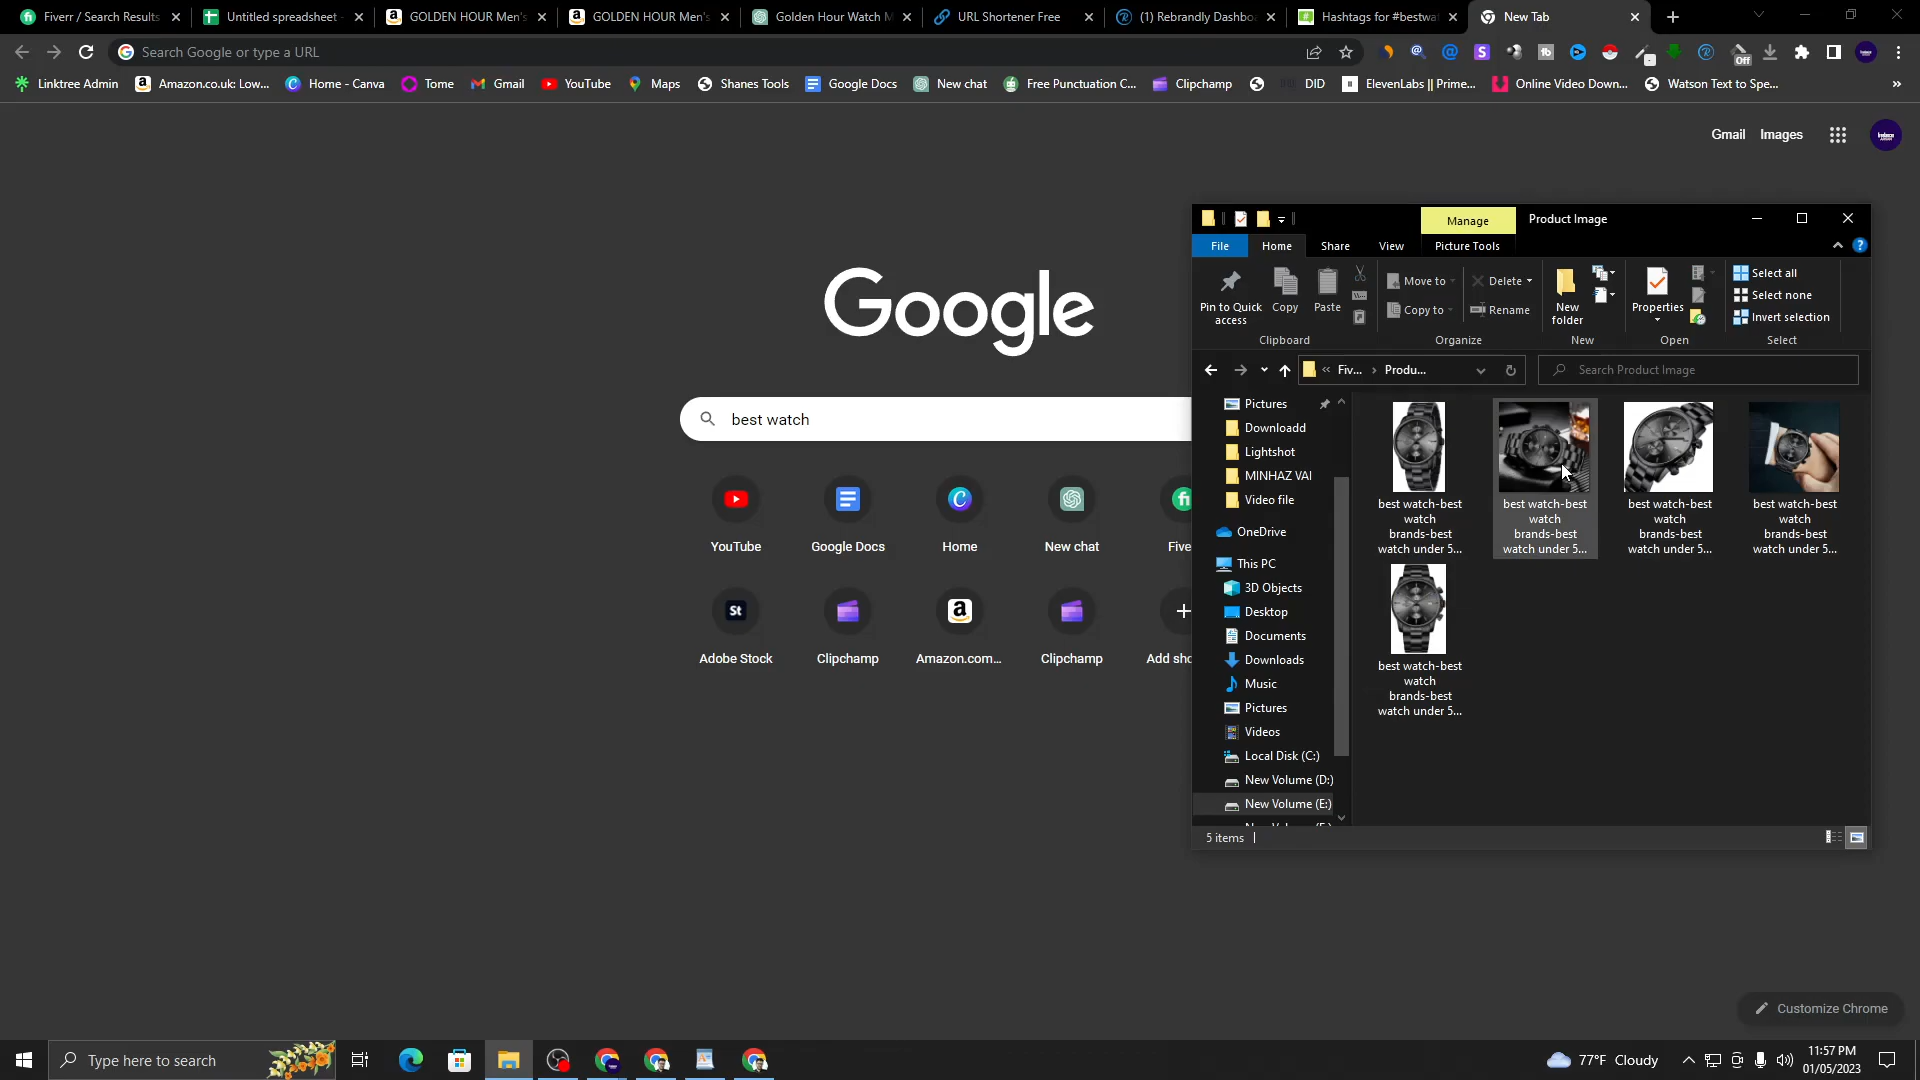 Fiverr / Search Results
Untitled spreadsheet
GOLDEN HOUR Men's
GOLDEN HOUR Men's
Golden Hour Watch M
URL Shortener Free
(1) Rebrandly Dashbo
Hashtags for #bestwa
New Tab
Search Google or type a URL
Linktree Admin
Amazon.co.uk: Low...
Home - Canva
Tome
Gmail
YouTube
Maps
Shanes Tools
Google Docs
New chat
Free Punctuation C...
Clipchamp
DID
ElevenLabs || Prime...
Online Video Down...
Watson Text to Spe...
Gmail
Images
Google
best watch
YouTube
Google Docs
Home
New chat
Five
Adobe Stock
Clipchamp
Amazon.com...
Clipchamp
Add sho
Manage
Product Image
File
Home
Share
View
Picture Tools
Pin to Quick access
Copy
Paste
Move to
Copy to
Delete
Rename
New folder
Properties
Select all
Select none
Invert selection
Clipboard
Organize
New
Open
Select
Fiv...
Produ...
Search Product Image
Pictures
Downloadd
Lightshot
MINHAZ VAI
Video file
OneDrive
This PC
3D Objects
Desktop
Documents
Downloads
Music
Pictures
Videos
Local Disk (C:)
New Volume (D:)
New Volume (E:)
best watch-best
watch
brands-best
watch under 5...
best watch-best
watch
brands-best
watch under 5...
best watch-best
watch
brands-best
watch under 5...
best watch-best
watch
brands-best
watch under 5...
best watch-best
watch
brands-best
watch under 5...
5 items
Customize Chrome
Type here to search
77°F Cloudy
11:57 PM
01/05/2023